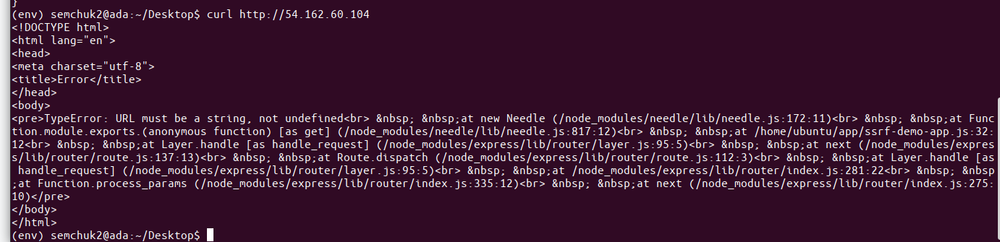 }
(env) semchuk2@ada:~/Desktop$ curl http://54.162.60.104
<!DOCTYPE html>
<html lang="en">
<head>
<meta charset="utf-8">
<title>Error</title>
</head>
<body>
<pre>TypeError: URL must be a string, not undefined<br> &nbsp; &nbsp;at new Needle (/node_modules/needle/lib/needle.js:172:11)<br> &nbsp; &nbsp;at Func
tion.module.exports.(anonymous function) [as get] (/node_modules/needle/lib/needle.js:817:12)<br> &nbsp; &nbsp;at /home/ubuntu/app/ssrf-demo-app.js:32:
12<br> &nbsp; &nbsp;at Layer.handle [as handle_request] (/node_modules/express/lib/router/layer.js:95:5)<br> &nbsp; &nbsp;at next (/node_modules/expres
s/lib/router/route.js:137:13)<br> &nbsp; &nbsp;at Route.dispatch (/node_modules/express/lib/router/route.js:112:3)<br> &nbsp; &nbsp;at Layer.handle [as
 handle_request] (/node_modules/express/lib/router/layer.js:95:5)<br> &nbsp; &nbsp;at /node_modules/express/lib/router/index.js:281:22<br> &nbsp; &nbsp
;at Function.process_params (/node_modules/express/lib/router/index.js:335:12)<br> &nbsp; &nbsp;at next (/node_modules/express/lib/router/index.js:275:
10)</pre>
</body>
</html>
(env) semchuk2@ada:~/Desktop$